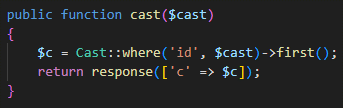 public function cast($cast)
{
    $c = Cast::where('id', $cast)->first();
    return response(['c' => $c]);
}